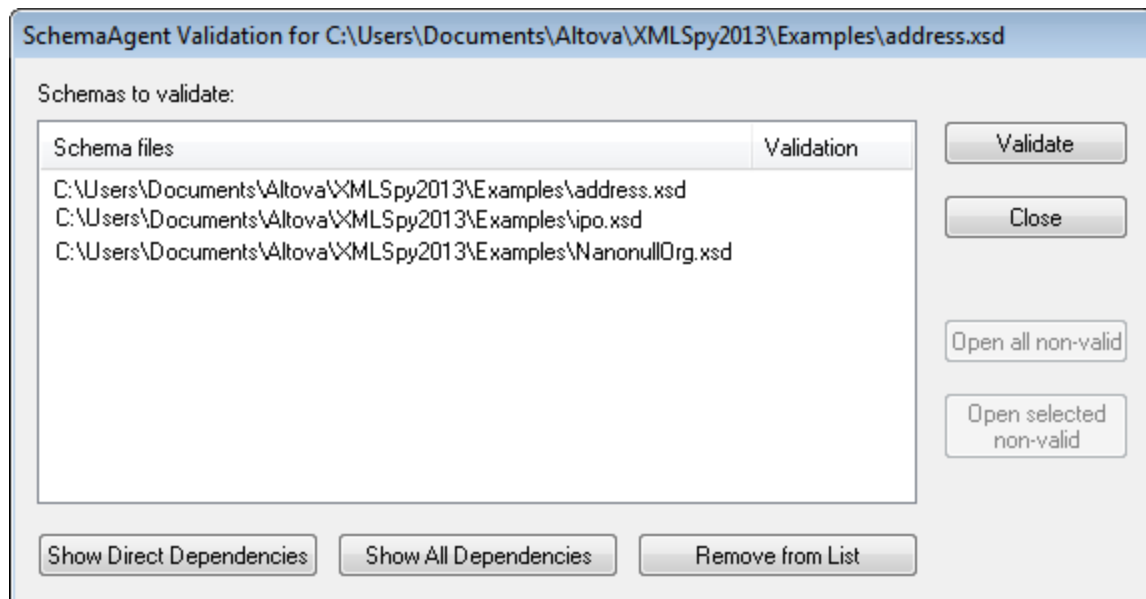 SchemaAgent Validation for C:\Users\Documents\Altova\XMLSpy2013\Examples\address.xsd
Schemas to validate:
Schema files Validation
C:\Users\Documents\Altova\XMLSpy2013\Examples\address.xsd
C:\Users\Documents\Altova\XMLSpy2013\Examples\ipo.xsd
C:\Users\Documents\Altova\XMLSpy2013\Examples\NanonullOrg.xsd
Validate
Close
Open all non-valid
Open selected
non-valid
Show Direct Dependencies
Show All Dependencies
Remove from List